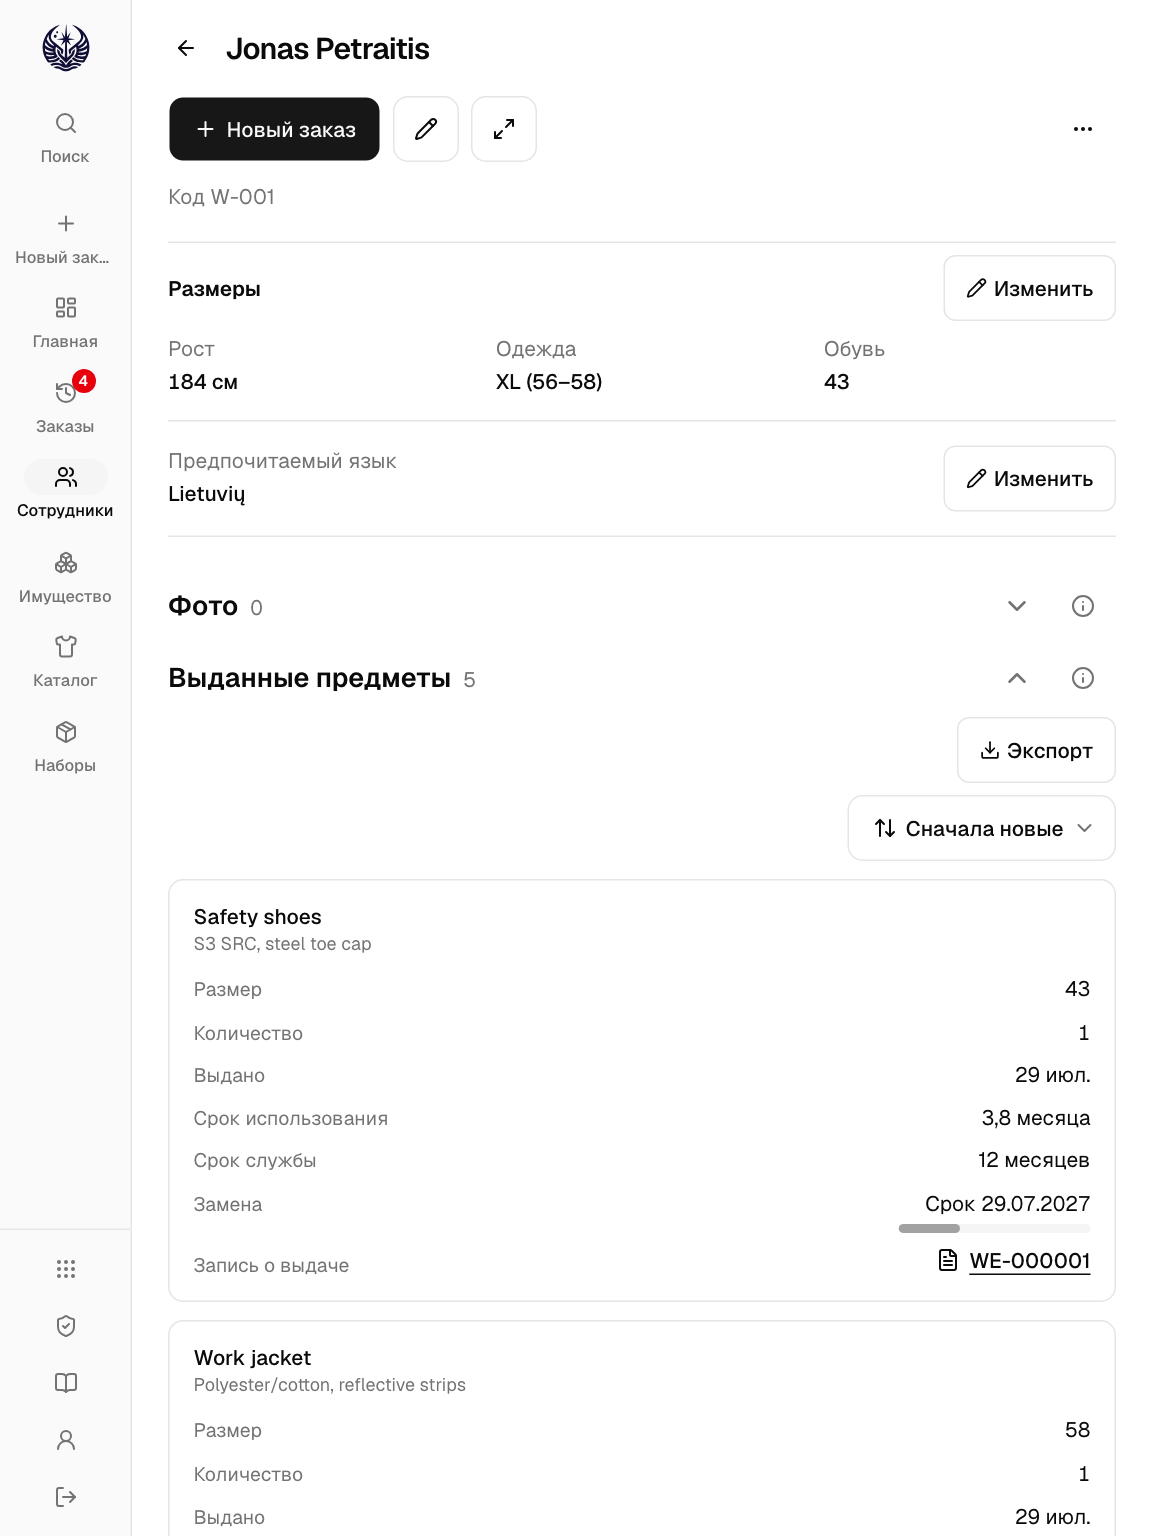 Jonas Petraitis
Поиск
Новый зак...
Главная
4
Заказы
Сотрудники
Имущество
Каталог
Наборы
Новый заказ
Код W-001
Размеры
Изменить
Рост
Одежда
Обувь
184 см
XL (56–58)
43
Предпочитаемый язык
Lietuvių
Изменить
Фото 0
Выданные предметы 5
Экспорт
Сначала новые
Safety shoes
S3 SRC, steel toe cap
Размер 43
Количество 1
Выдано 29 июл.
Срок использования 3,8 месяца
Срок службы 12 месяцев
Замена Срок 29.07.2027
Запись о выдаче WE-000001
Work jacket
Polyester/cotton, reflective strips
Размер 58
Количество 1
Выдано 29 июл.